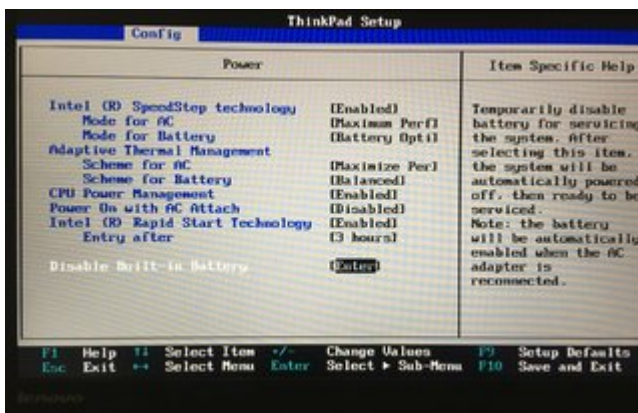 ThinkPad Setup
Config
Power
Item Specific Help
Intel (R) SpeedStep technology [Enabled]
Mode for AC [Maximum Perf]
Mode for Battery [Battery Opti]
Adaptive Thermal Management
Scheme for AC [Maximize Per]
Scheme for Battery [Balanced]
CPU Power Management [Enabled]
Power On with AC Attach [Disabled]
Intel (R) Rapid Start Technology [Enabled]
Entry after [3 hours]
Disable Built-in Battery [Enter]
Temporarily disable
battery for servicing
the system. After
selecting this item,
the system will be
automatically powered
off, then ready to be
serviced.
Note: the battery
will be automatically
enabled when the AC
adapter is
reconnected.
F1 Help ↑↓ Select Item -/- Change Values F9 Setup Defaults
Esc Exit ↔ Select Menu Enter Select ▶ Sub-Menu F10 Save and Exit
lenovo